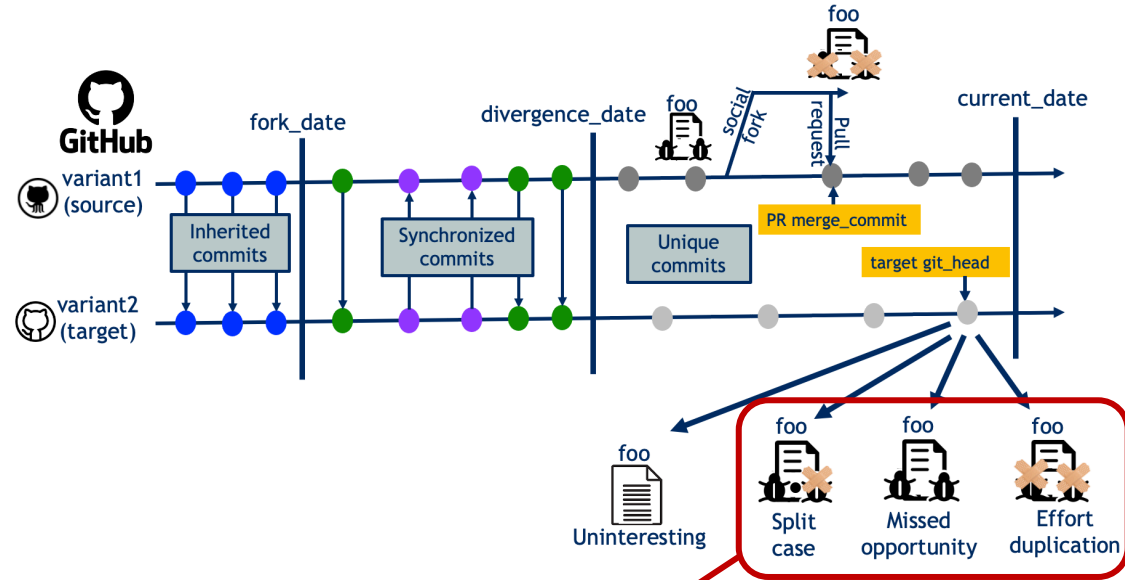 foo
GitHub
fork_date
divergence_date
foo
social
fork
Pull
request
current_date
variant1
(source)
Inherited
commits
Synchronized
commits
Unique
commits
PR merge_commit
target git_head
variant2
(target)
foo
Uninteresting
foo
Split
case
foo
Missed
opportunity
foo
Effort
duplication